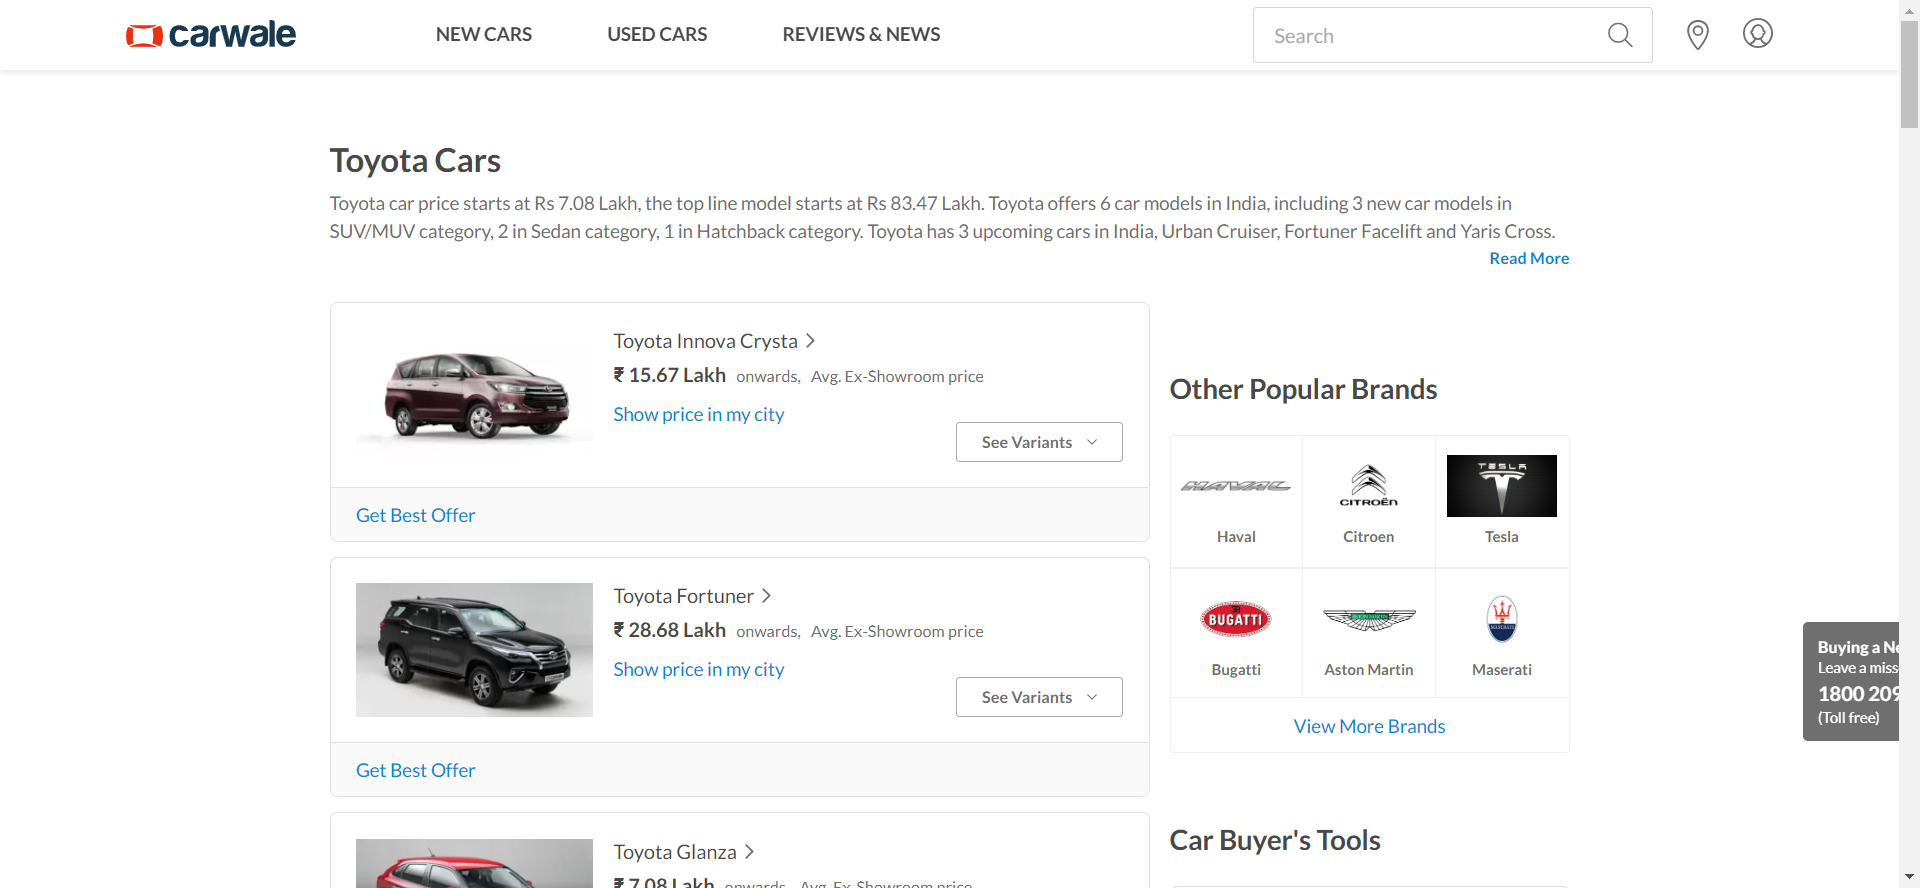 carwale
NEW CARS
USED CARS
REVIEWS & NEWS
Search
Toyota Cars
Toyota car price starts at Rs 7.08 Lakh, the top line model starts at Rs 83.47 Lakh. Toyota offers 6 car models in India, including 3 new car models in
SUV/MUV category, 2 in Sedan category, 1 in Hatchback category. Toyota has 3 upcoming cars in India, Urban Cruiser, Fortuner Facelift and Yaris Cross.
Read More
Toyota Innova Crysta
₹ 15.67 Lakh onwards, Avg. Ex-Showroom price
Show price in my city
See Variants
Get Best Offer
Toyota Fortuner
₹ 28.68 Lakh onwards, Avg. Ex-Showroom price
Show price in my city
See Variants
Get Best Offer
Toyota Glanza
₹ 7.08 Lakh onwards, Avg. Ex-Showroom price
Other Popular Brands
HAVAL
CITROËN
TESLA
Haval
Citroen
Tesla
BUGATTI
ASTON MARTIN
MASERATI
Bugatti
Aston Martin
Maserati
View More Brands
Car Buyer's Tools
Buying a Ne
Leave a miss
1800 209
(Toll free)